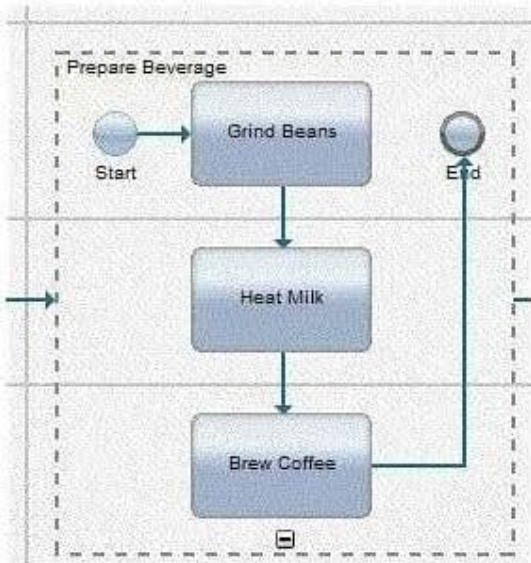 Prepare Beverage
Grind Beans
Start
End
Heat Milk
Brew Coffee